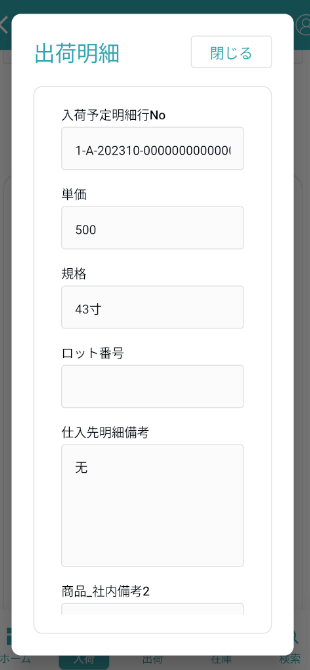 出荷明細
閉じる
入荷予定明細行No
1-A-202310-0000000000000
単価
500
規格
43寸
ロット番号
仕入先明細備考
无
商品_社内備考2
ホーム
入荷
出荷
在庫
検索